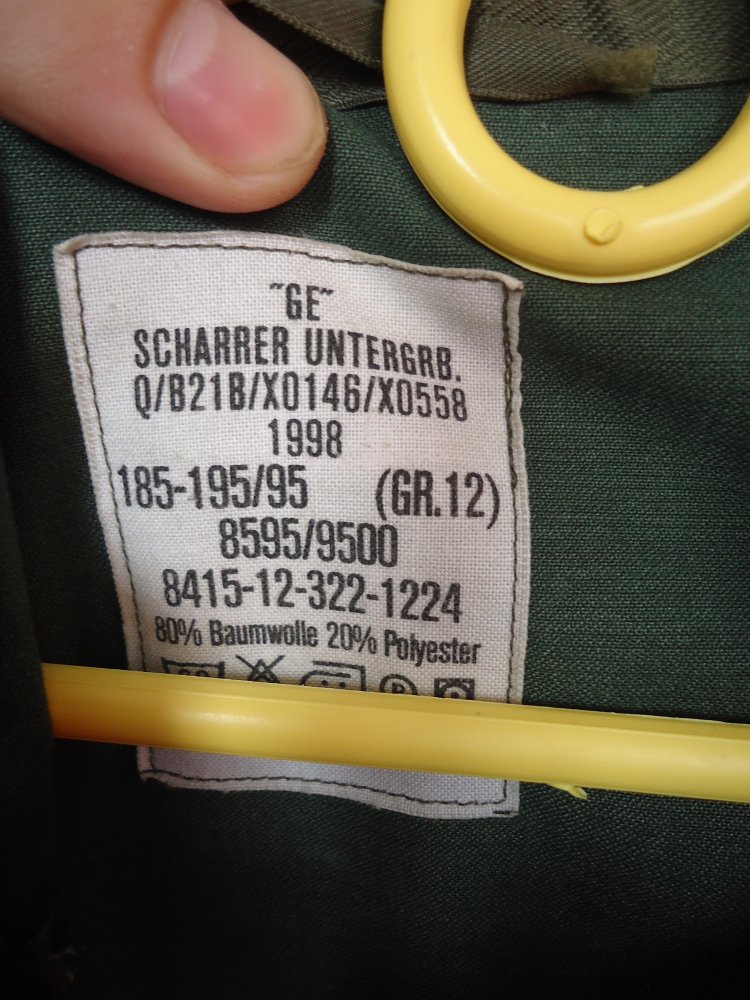 ˝GE˝
SCHARRER UNTERGRB.
Q/B21B/X0146/X0558
1998
185-195/95 (GR.12)
8595/9500
8415-12-322-1224
80% Baumwolle 20% Polyester